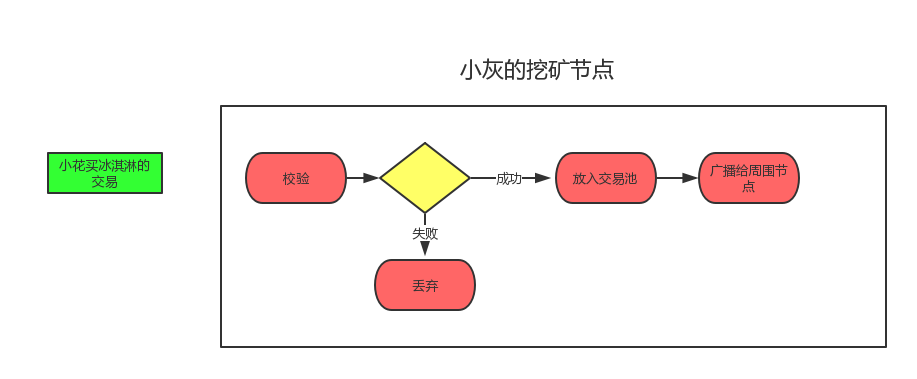 小灰的挖矿节点
小花买冰淇淋的
交易
校验
成功
放入交易池
广播给周围节
点
失败
丢弃